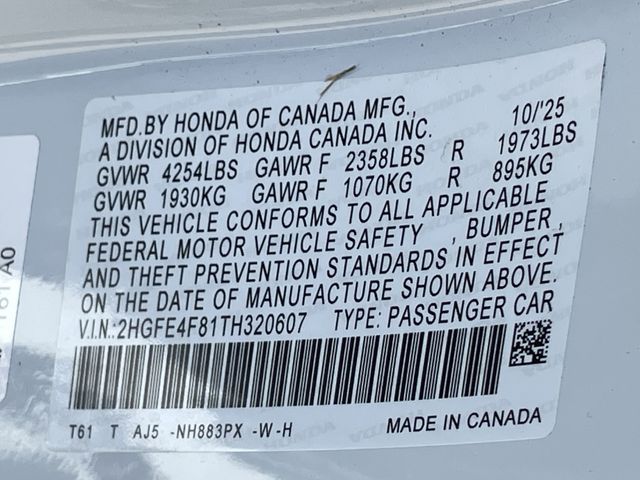 MFD.BY HONDA OF CANADA MFG., 10/'25
A DIVISION OF HONDA CANADA INC.
GVWR 4254LBS GAWR F 2358LBS R 1973LBS
GVWR 1930KG GAWR F 1070KG R 895KG
THIS VEHICLE CONFORMS TO ALL APPLICABLE
FEDERAL MOTOR VEHICLE SAFETY , BUMPER ,
AND THEFT PREVENTION STANDARDS IN EFFECT
ON THE DATE OF MANUFACTURE SHOWN ABOVE.
V.I.N.:2HGFE4F81TH320607 TYPE: PASSENGER CAR
T61 T AJ5 -NH883PX -W-H MADE IN CANADA